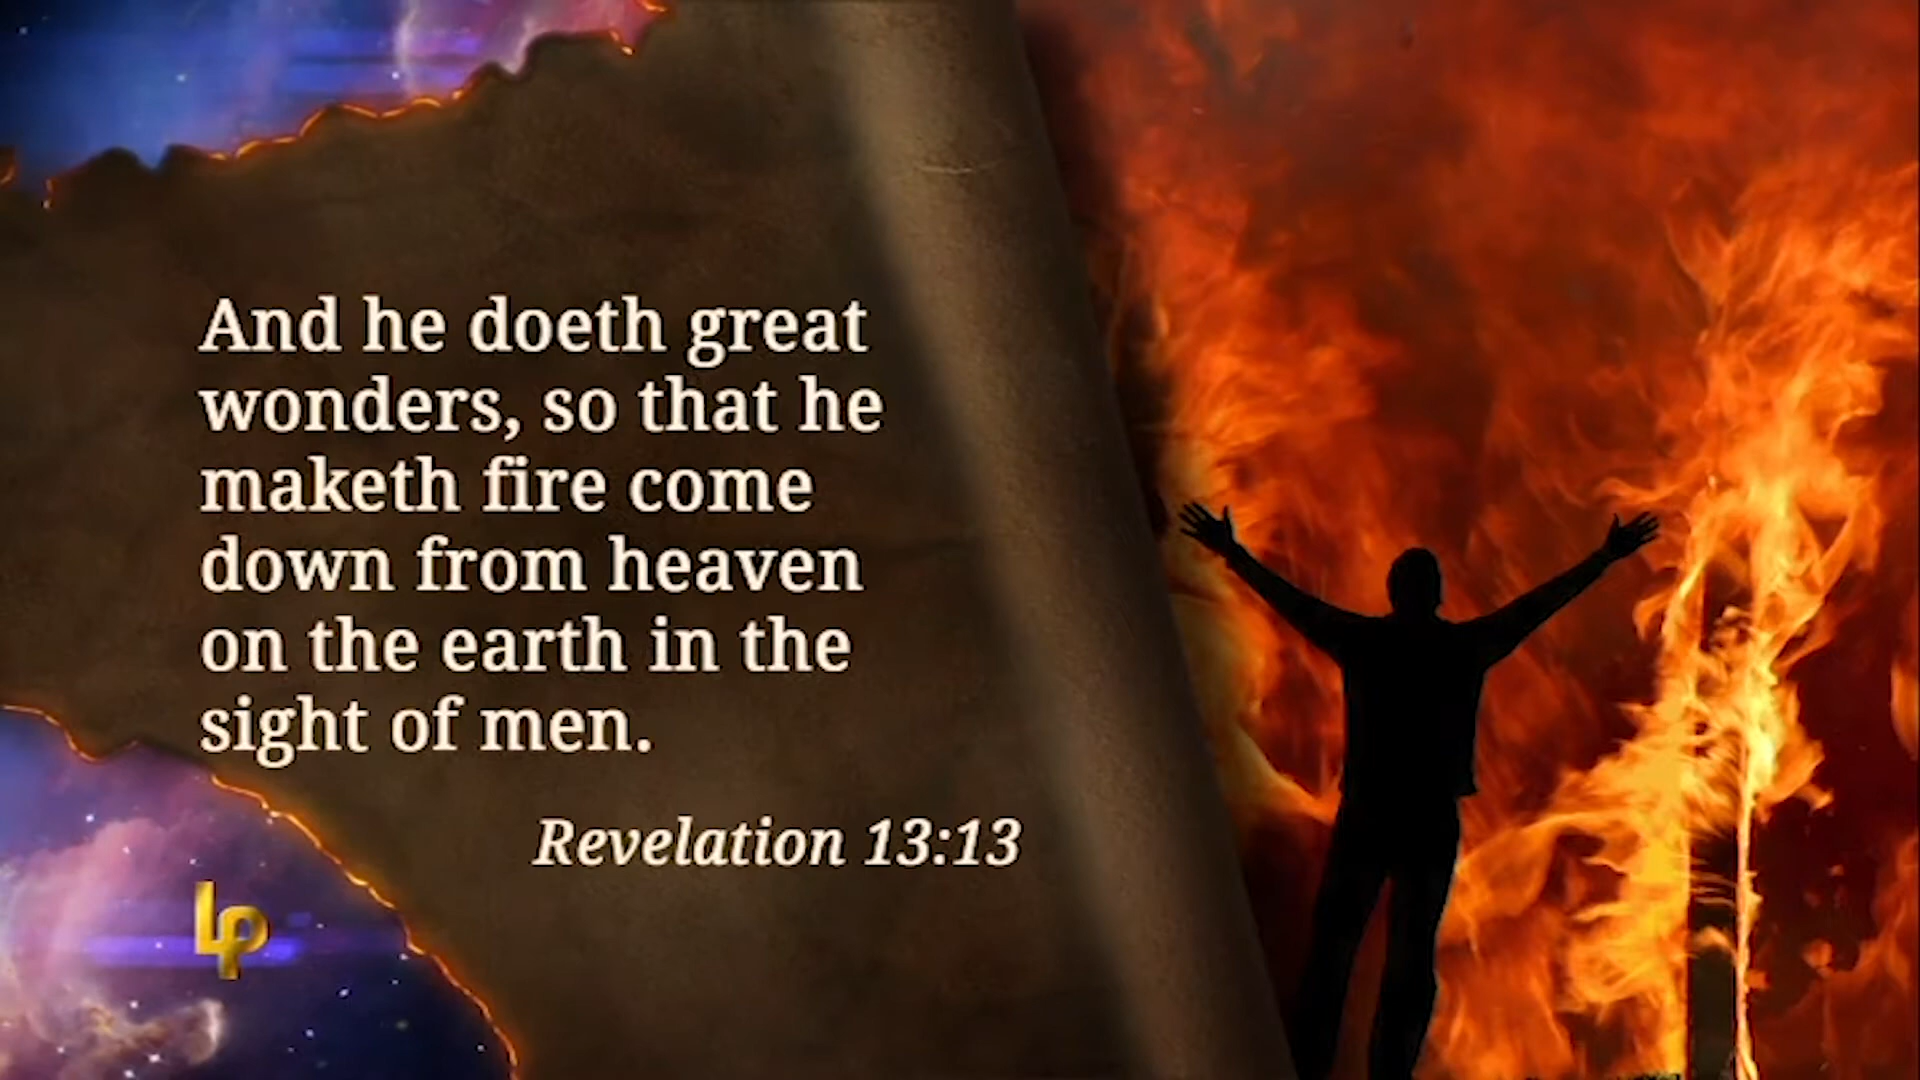 And he doeth great
wonders, so that he
maketh fire come
down from heaven
on the earth in the
sight of men.
Revelation 13:13
LP